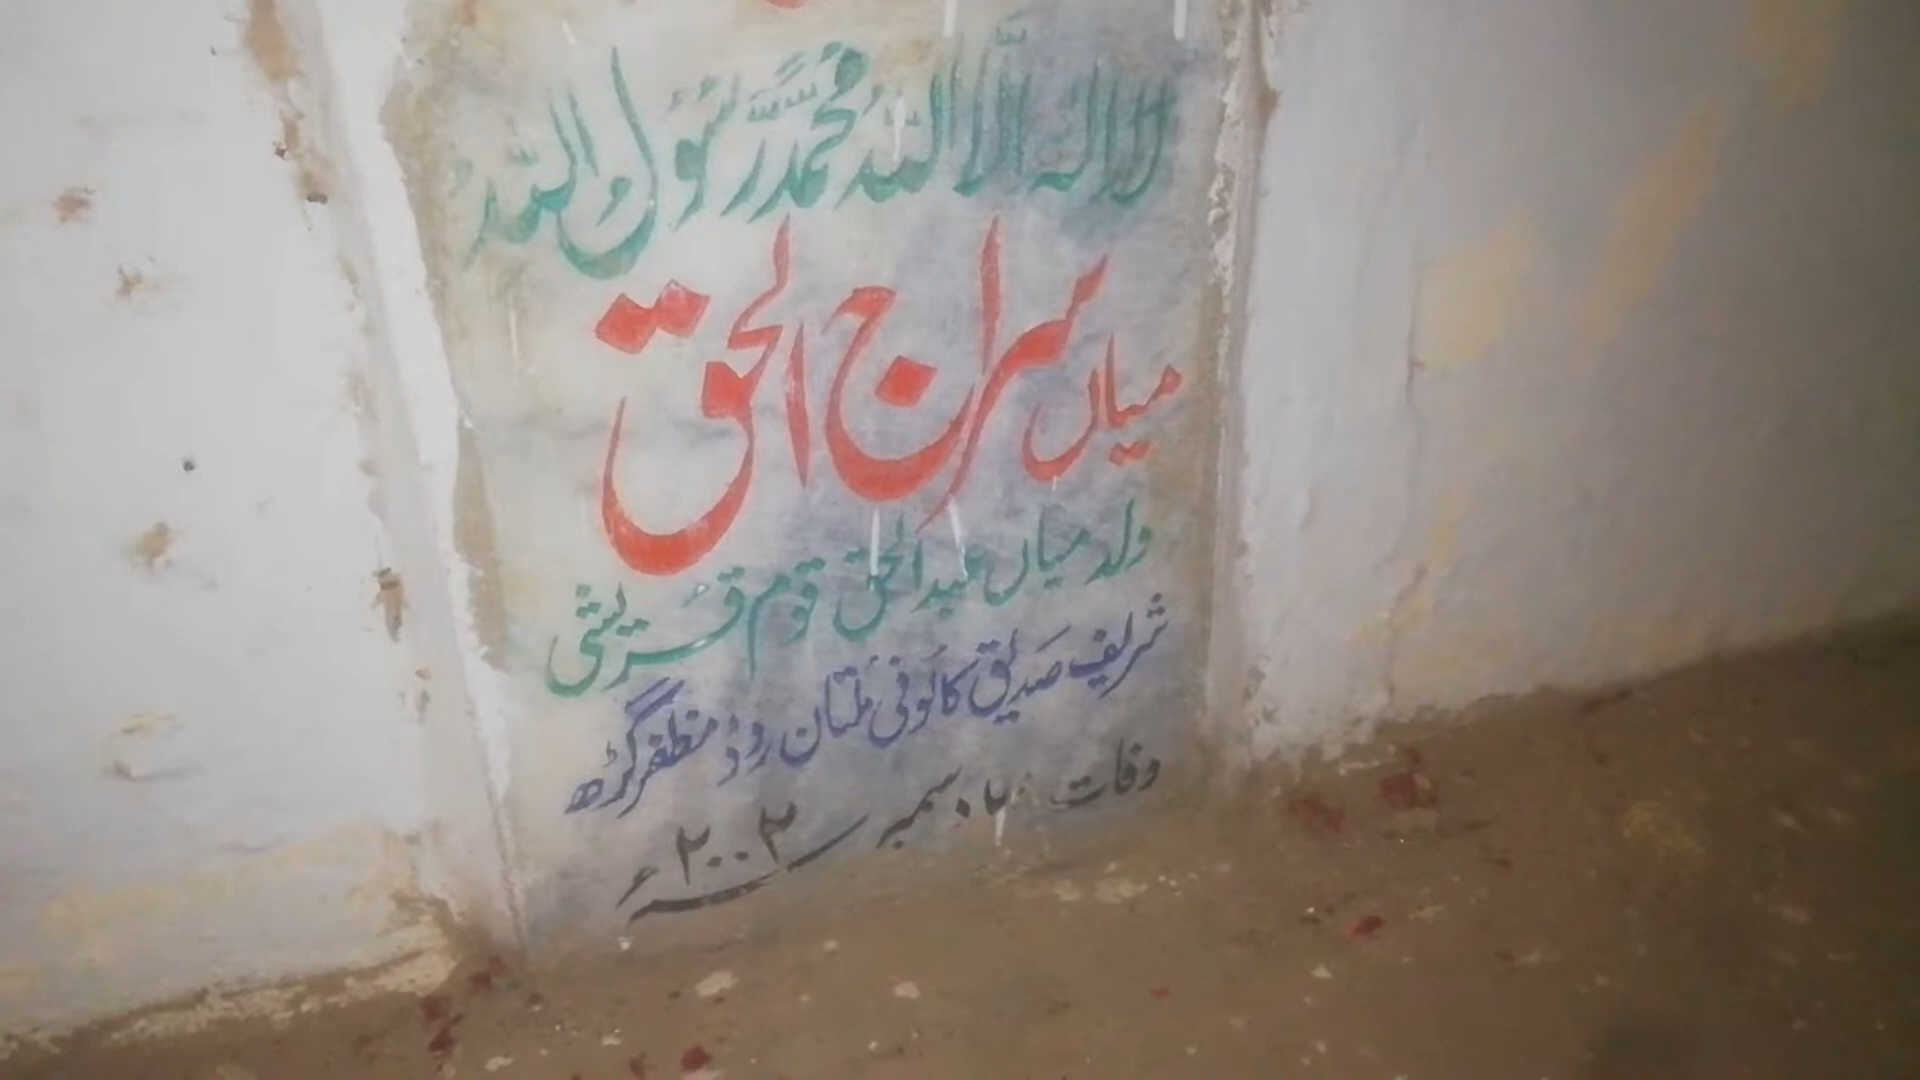 لا الہ الا اللہ محمد رسول اللہ
میاں سراج الحق
ولد میاں عبدالحق قوم قریشی
شریف صدیق کالونی ملتان روڈ مظفرگڑھ
وفات دسمبر ۲۰۰۲ء